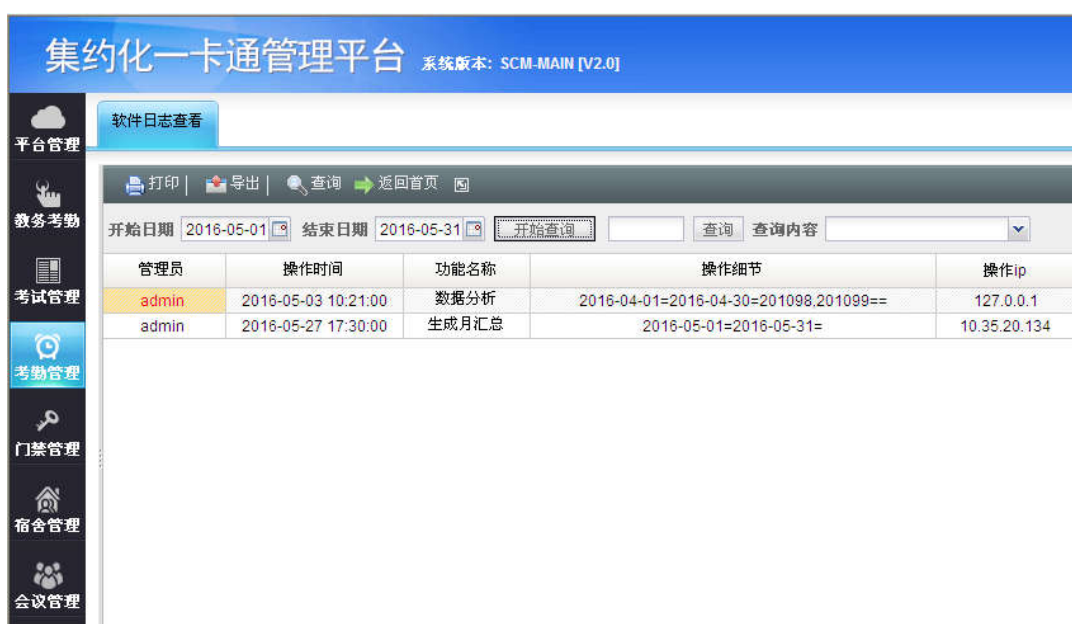 集约化一卡通管理平台 系统版本: SCM-MAIN [V2.0]
平台管理
教务考勤
考试管理
考勤管理
门禁管理
宿舍管理
会议管理
软件日志查看
打印| 导出| 查询 返回首页
开始日期 2016-05-01 结束日期 2016-05-31 开始查询 查询 查询内容
管理员 操作时间 功能名称 操作细节 操作ip
admin 2016-05-03 10:21:00 数据分析 2016-04-01=2016-04-30=201098,201099== 127.0.0.1
admin 2016-05-27 17:30:00 生成月汇总 2016-05-01=2016-05-31= 10.35.20.134